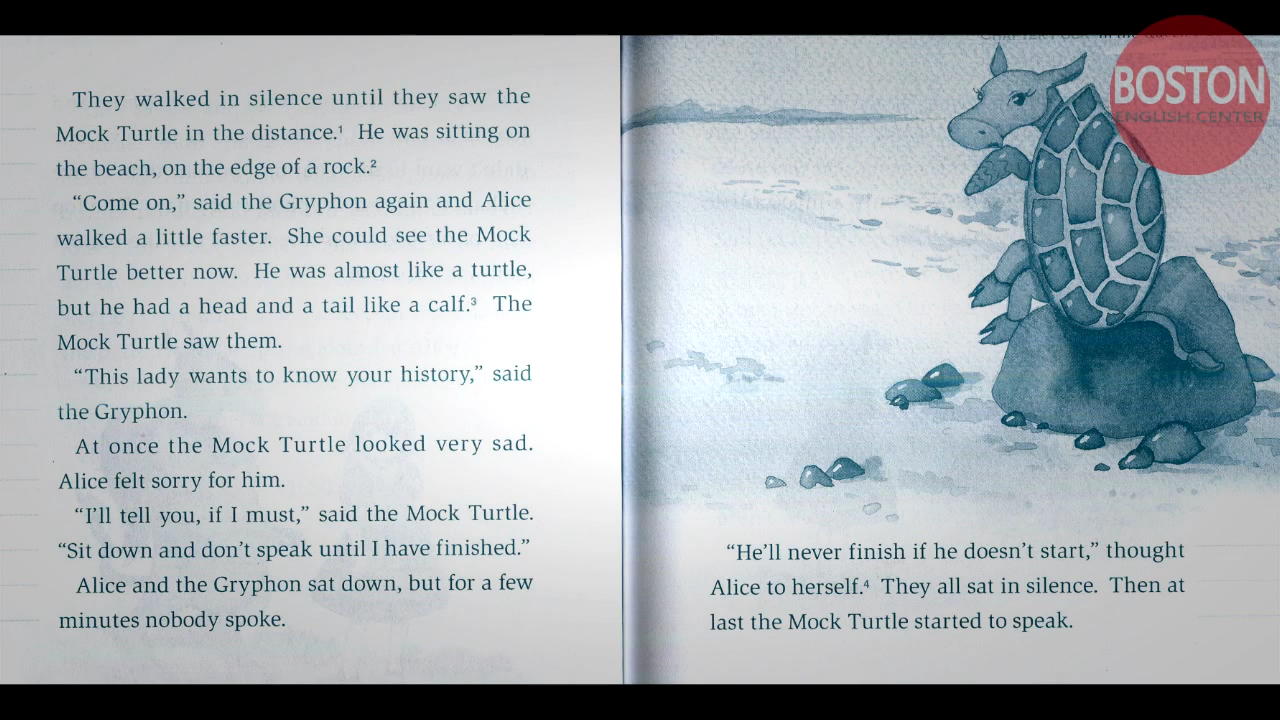 They walked in silence until they saw the
Mock Turtle in the distance.¹ He was sitting on
the beach, on the edge of a rock.²
“Come on,” said the Gryphon again and Alice
walked a little faster. She could see the Mock
Turtle better now. He was almost like a turtle,
but he had a head and a tail like a calf.³ The
Mock Turtle saw them.
“This lady wants to know your history,” said
the Gryphon.
At once the Mock Turtle looked very sad.
Alice felt sorry for him.
“I’ll tell you, if I must,” said the Mock Turtle.
“Sit down and don’t speak until I have finished.”
Alice and the Gryphon sat down, but for a few
minutes nobody spoke.
BOSTON
ENGLISH CENTER
“He’ll never finish if he doesn’t start,” thought
Alice to herself.⁴ They all sat in silence. Then at
last the Mock Turtle started to speak.